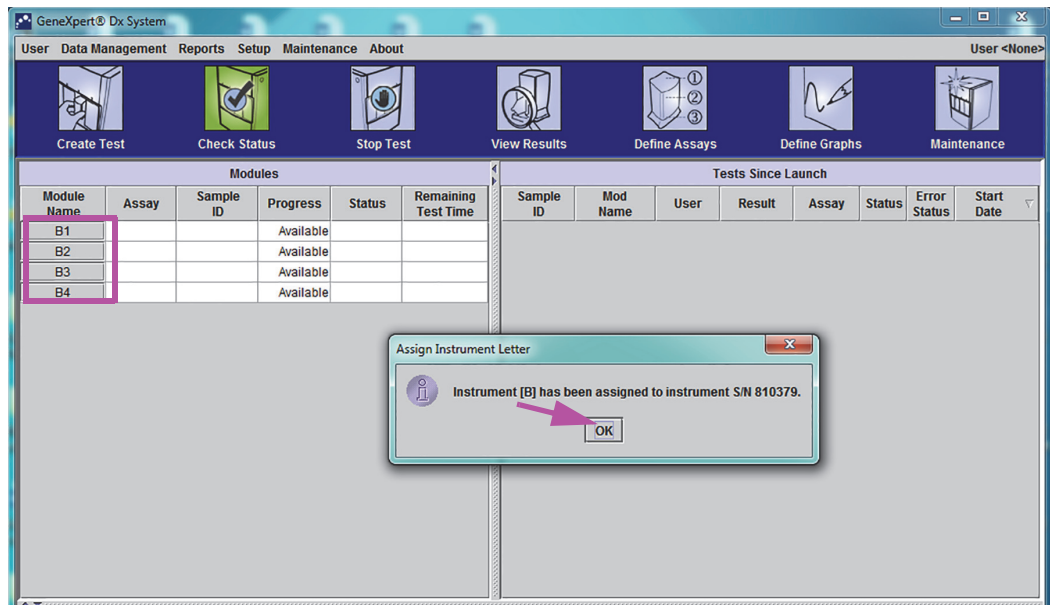 GeneXpert® Dx System
User Data Management Reports Setup Maintenance About User <None>
Create Test Check Status Stop Test View Results Define Assays Define Graphs Maintenance
1
2
3
Modules
Tests Since Launch
Module Name Assay Sample ID Progress Status Remaining Test Time
Sample ID Mod Name User Result Assay Status Error Status Start Date
B1 Available
B2 Available
B3 Available
B4 Available
Assign Instrument Letter
Instrument [B] has been assigned to instrument S/N 810379.
OK